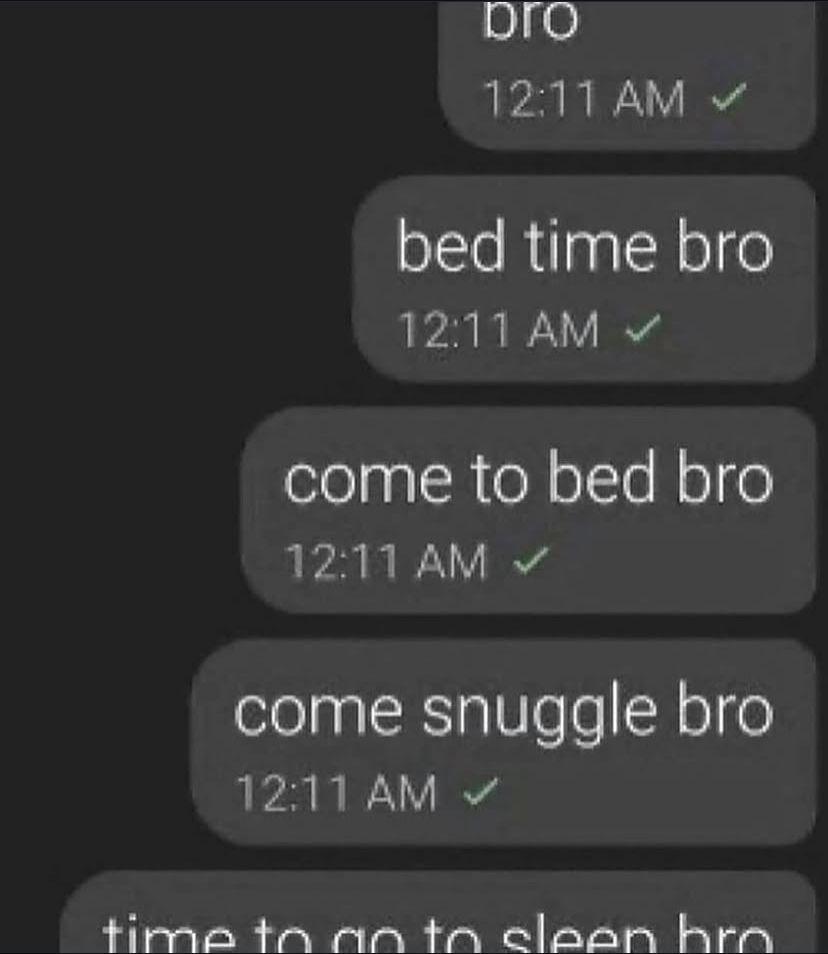 bro
12:11 AM ✓
bed time bro
12:11 AM ✓
come to bed bro
12:11 AM ✓
come snuggle bro
12:11 AM ✓
time to go to sleep bro